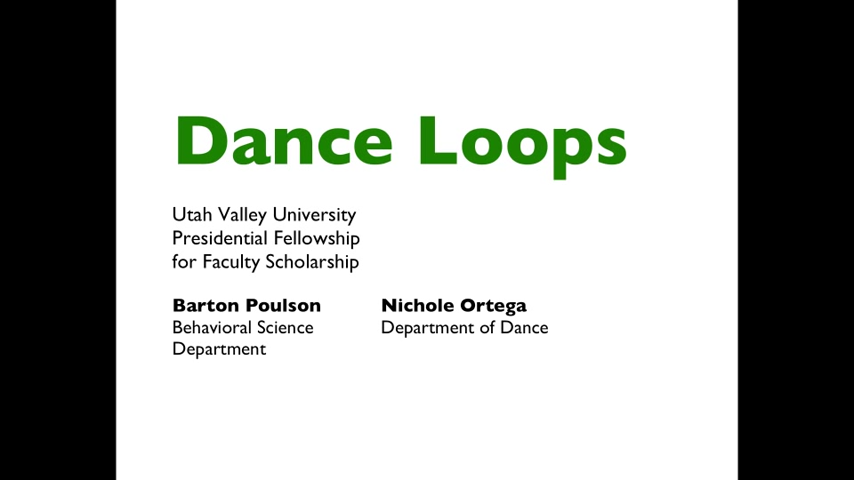 Dance Loops
Utah Valley University
Presidential Fellowship
for Faculty Scholarship
Barton Poulson
Behavioral Science
Department
Nichole Ortega
Department of Dance